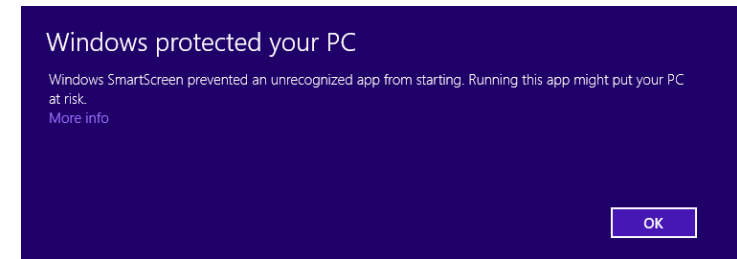 Windows protected your PC
Windows SmartScreen prevented an unrecognized app from starting. Running this app might put your PC
at risk.
More info
OK